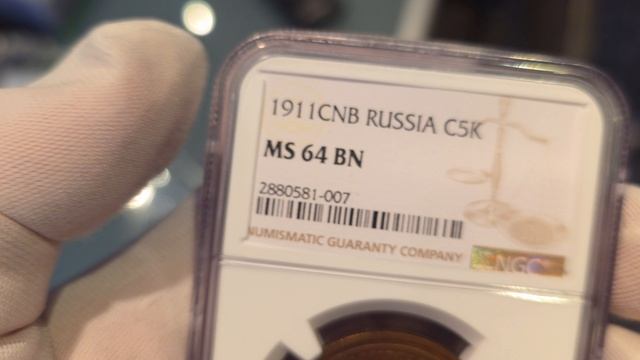 1911CNB RUSSIA C5K
MS 64 BN
2880581-007
NUMISMATIC GUARANTY COMPANY
NGC